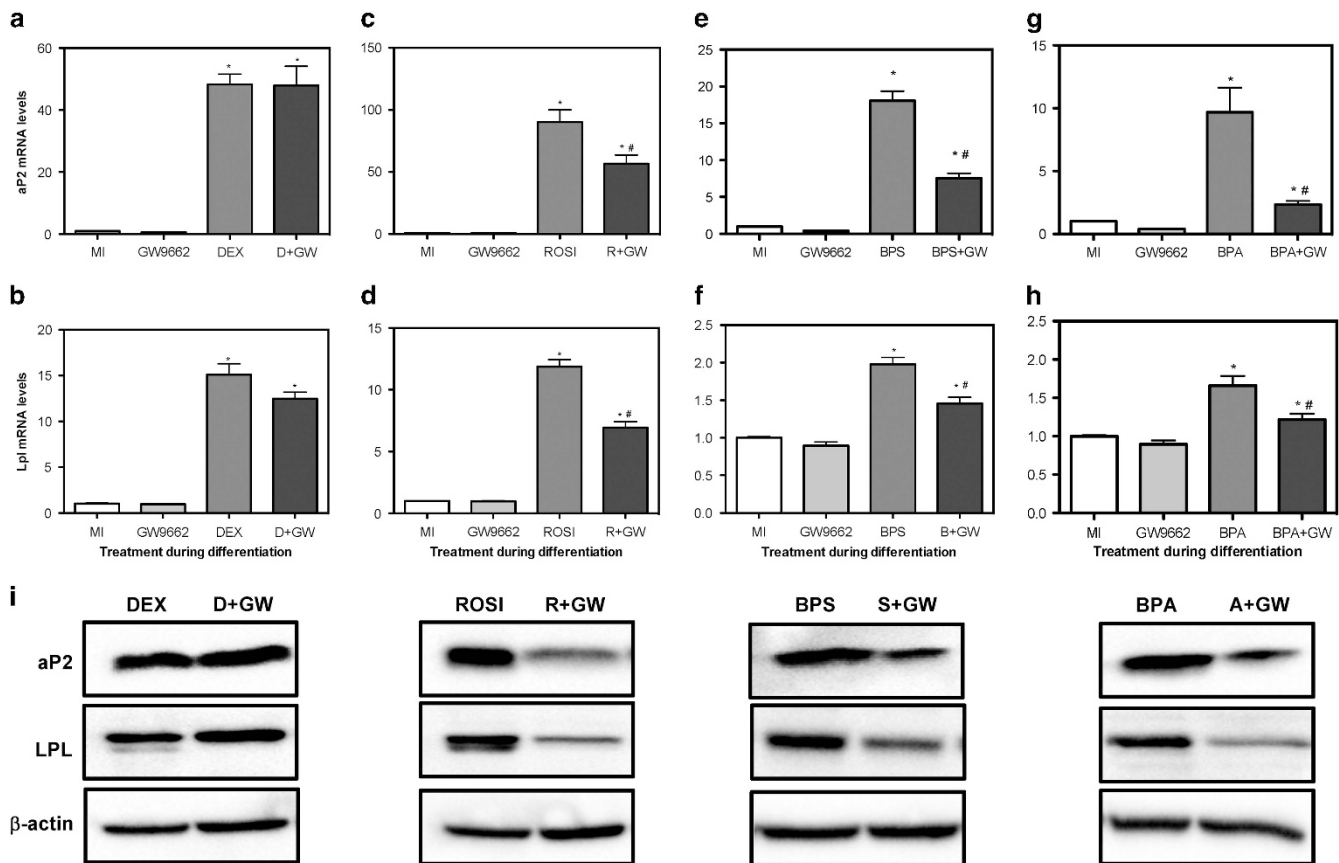 a
aP2 mRNA levels
60
40
20
0
* *
MI GW9662 DEX D+GW
c
150
100
50
0
* * #
MI GW9662 ROSI R+GW
e
25
20
15
10
5
0
* * #
MI GW9662 BPS BPS+GW
g
15
10
5
0
* * #
MI GW9662 BPA BPA+GW
b
Lpl mRNA levels
20
15
10
5
0
* *
MI GW9662 DEX D+GW
Treatment during differentiation
d
15
10
5
0
* * #
MI GW9662 ROSI R+GW
Treatment during differentiation
f
2.5
2.0
1.5
1.0
0.5
0.0
* * #
MI GW9662 BPS B+GW
Treatment during differentiation
h
2.5
2.0
1.5
1.0
0.5
0.0
* * #
MI GW9662 BPA BPA+GW
Treatment during differentiation
i
DEX D+GW ROSI R+GW BPS S+GW BPA A+GW
aP2
LPL
β-actin